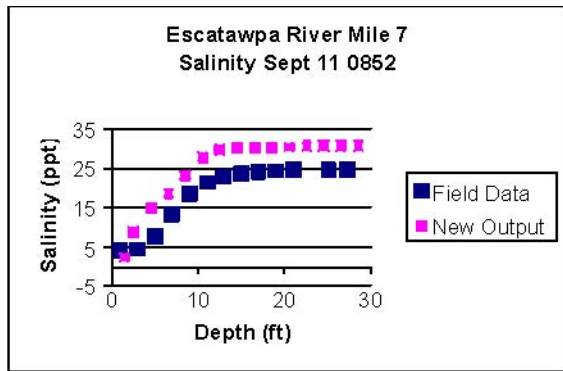 Escatawpa River Mile 7
Salinity Sept 11 0852
Salinity (ppt)
35
25
15
5
-5
0
10
20
30
Depth (ft)
Field Data
New Output